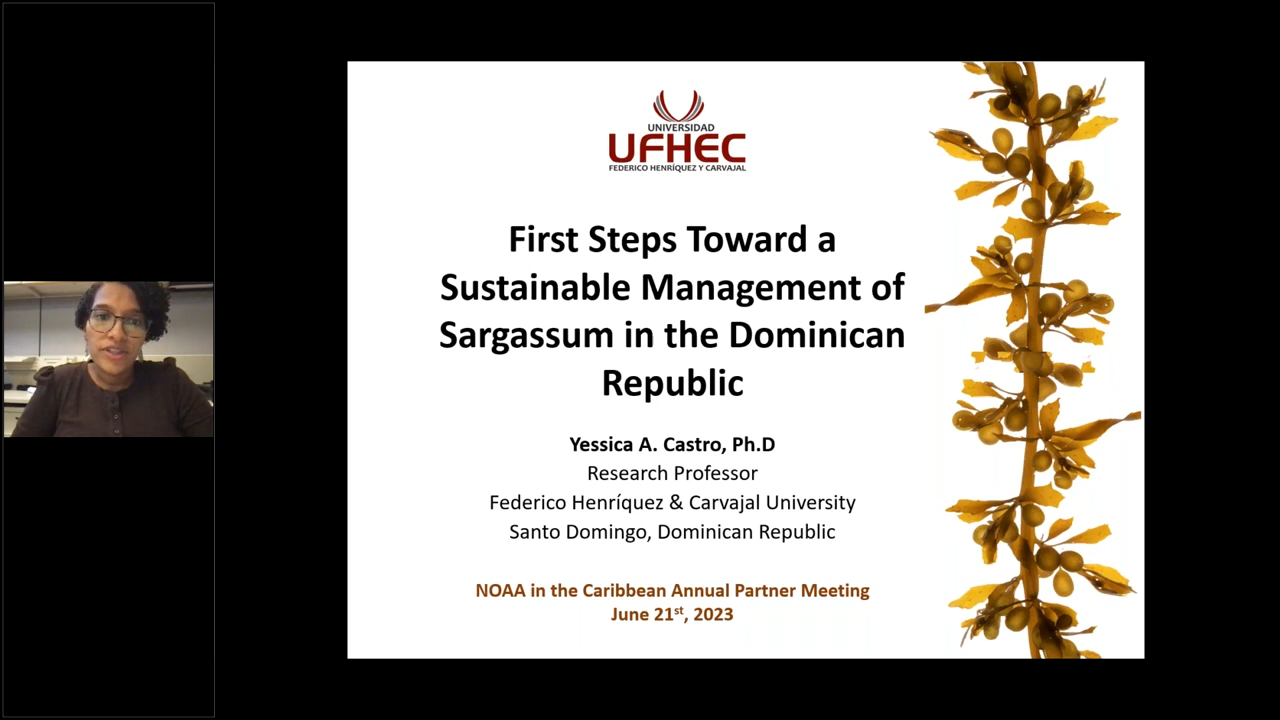 UNIVERSIDAD
UFHEC
FEDERICO HENRÍQUEZ Y CARVAJAL
First Steps Toward a
Sustainable Management of
Sargassum in the Dominican
Republic
Yessica A. Castro, Ph.D
Research Professor
Federico Henríquez & Carvajal University
Santo Domingo, Dominican Republic
NOAA in the Caribbean Annual Partner Meeting
June 21st, 2023